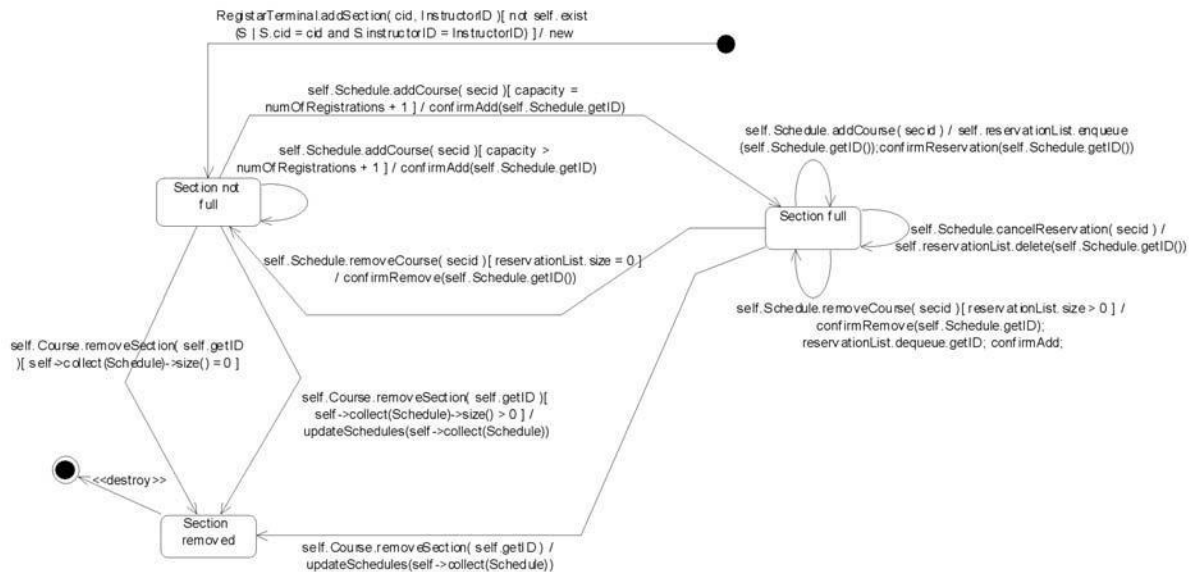 RegistarTerminal.addSection( cid, InstructorID )[ not self.exist
(S | S.cid = cid and S.instructorID = InstructorID) ] / new
self.Schedule.addCourse( secid )[ capacity =
numOfRegistrations + 1 ] / confirmAdd(self.Schedule.getID)
self.Schedule.addCourse( secid )[ capacity >
numOfRegistrations + 1 ] / confirmAdd(self.Schedule.getID)
self.Schedule.addCourse( secid ) / self.reservationList.enqueue
(self.Schedule.getID());confirmReservation(self.Schedule.getID())
Section not
full
Section full
self.Schedule.cancelReservation( secid ) /
self.reservationList.delete(self.Schedule.getID())
self.Schedule.removeCourse( secid )[ reservationList.size = 0 ]
/ confirmRemove(self.Schedule.getID())
self.Schedule.removeCourse( secid )[ reservationList.size > 0 ] /
confirmRemove(self.Schedule.getID);
reservationList.dequeue.getID; confirmAdd;
self.Course.removeSection( self.getID
)[ self->collect(Schedule)->size() = 0 ]
self.Course.removeSection( self.getID )[
self->collect(Schedule)->size() > 0 ] /
updateSchedules(self->collect(Schedule))
<<destroy>>
Section
removed
self.Course.removeSection( self.getID ) /
updateSchedules(self->collect(Schedule))